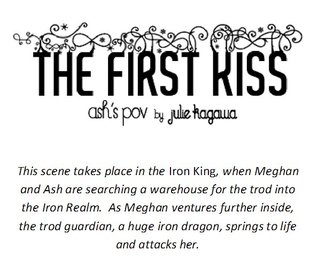 THE FIRST KISS
ash's pov by julie kagawa
This scene takes place in the Iron King, when Meghan
and Ash are searching a warehouse for the trod into
the Iron Realm.  As Meghan ventures further inside,
the trod guardian, a huge iron dragon, springs to life
and attacks her.